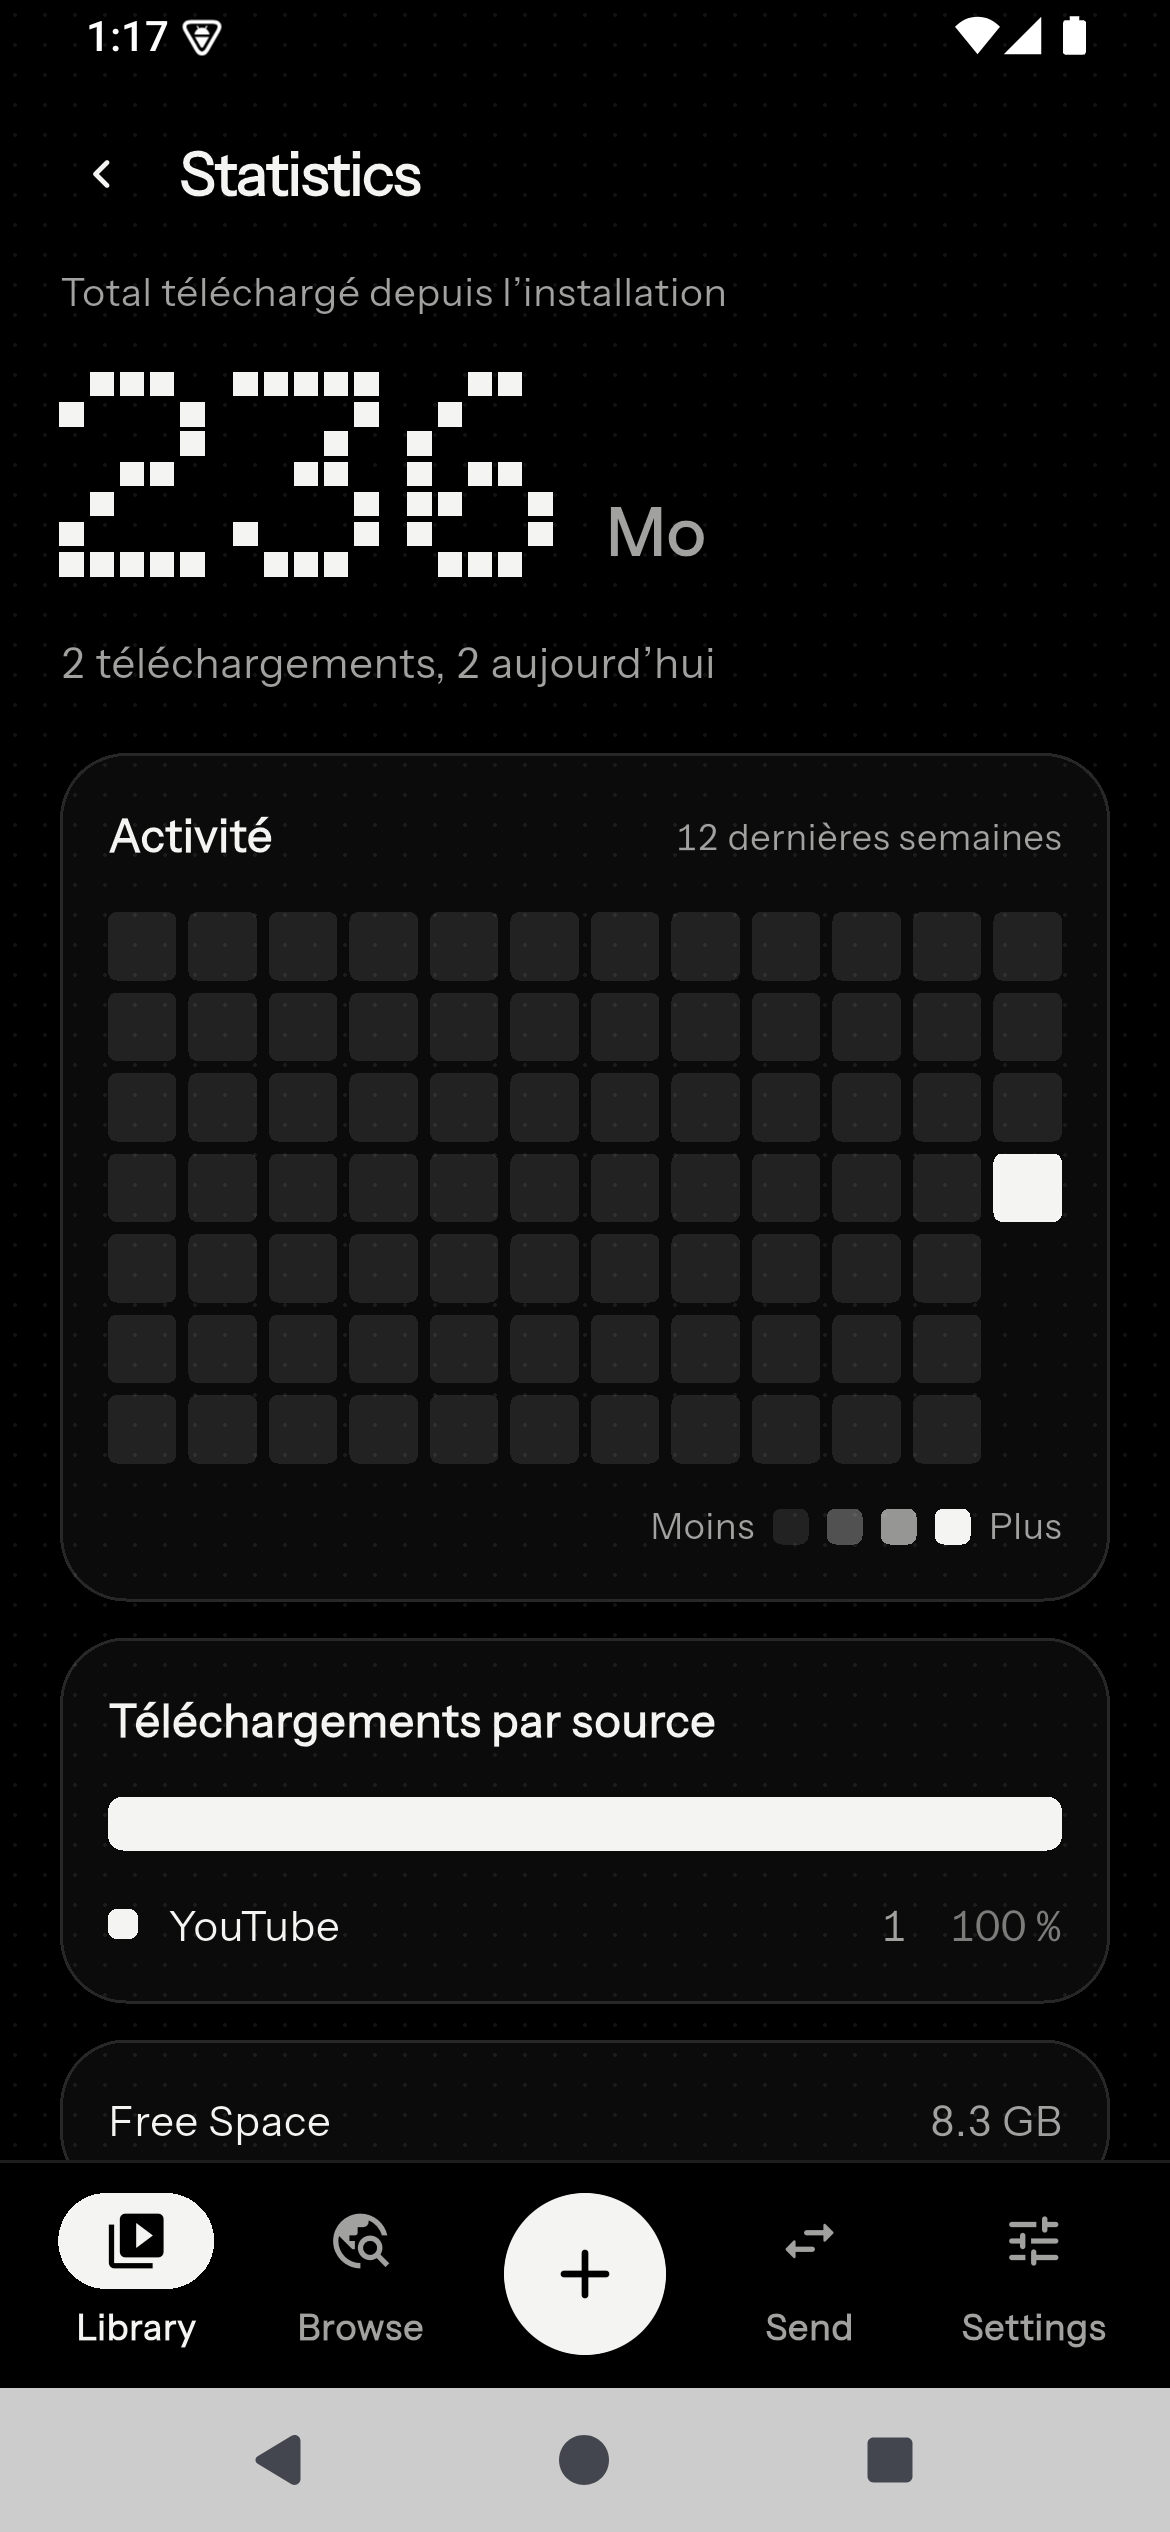 1:17
Statistics
Total téléchargé depuis l’installation
236 Mo
2 téléchargements, 2 aujourd’hui
Activité
12 dernières semaines
Moins
Plus
Téléchargements par source
YouTube
1
100 %
Free Space
8.3 GB
Library
Browse
Send
Settings